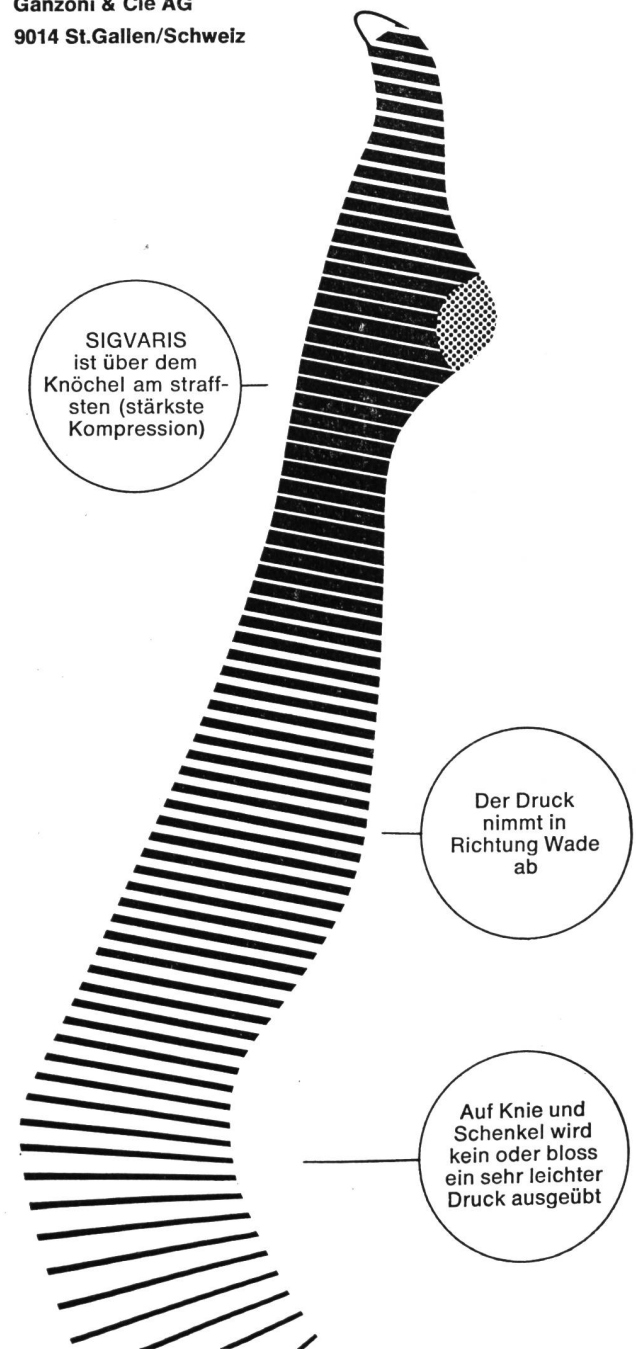 Ganzoni & Cie AG
9014 St.Gallen/Schweiz
SIGVARIS
ist über dem
Knöchel am straff-
sten (stärkste
Kompression)
Der Druck
nimmt in
Richtung Wade
ab
Auf Knie und
Schenkel wird
kein oder bloss
ein sehr leichter
Druck ausgeübt